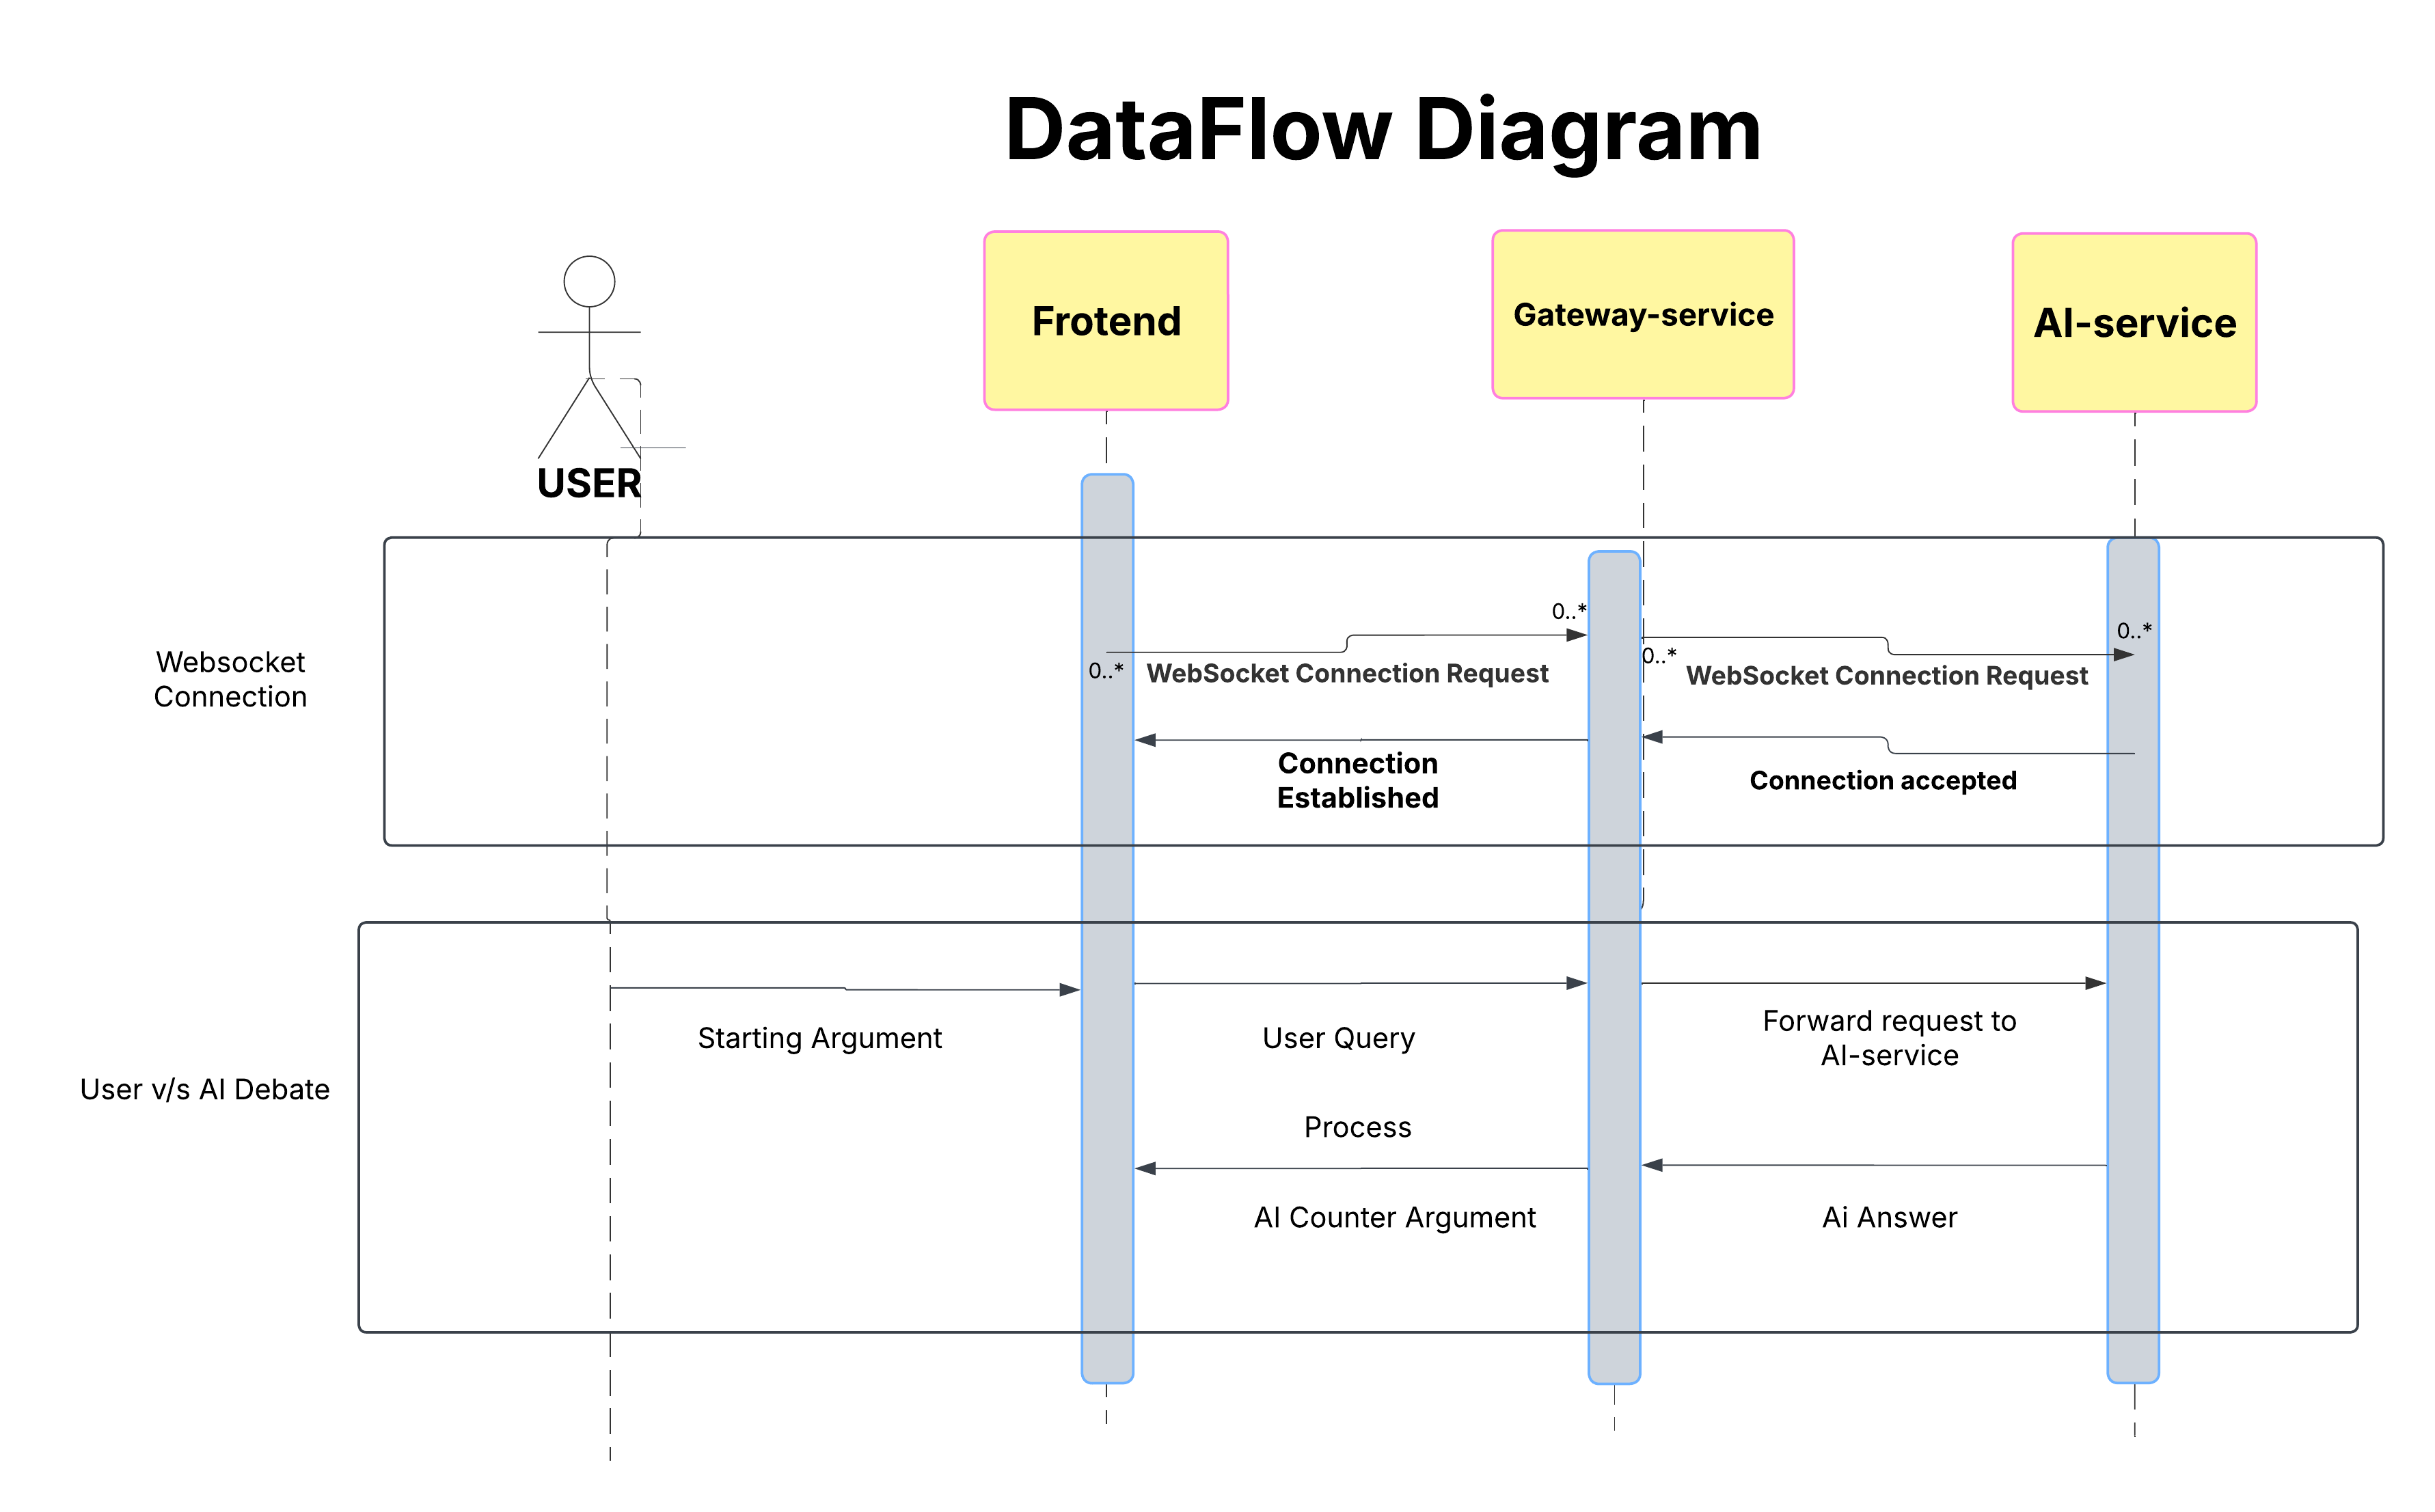 DataFlow Diagram
Frotend
Gateway-service
AI-service
USER
Websocket
Connection
0..*
0..*
0..*
0..*
WebSocket Connection Request
WebSocket Connection Request
Connection
Established
Connection accepted
User v/s AI Debate
Starting Argument
User Query
Forward request to
AI-service
Process
AI Counter Argument
Ai Answer